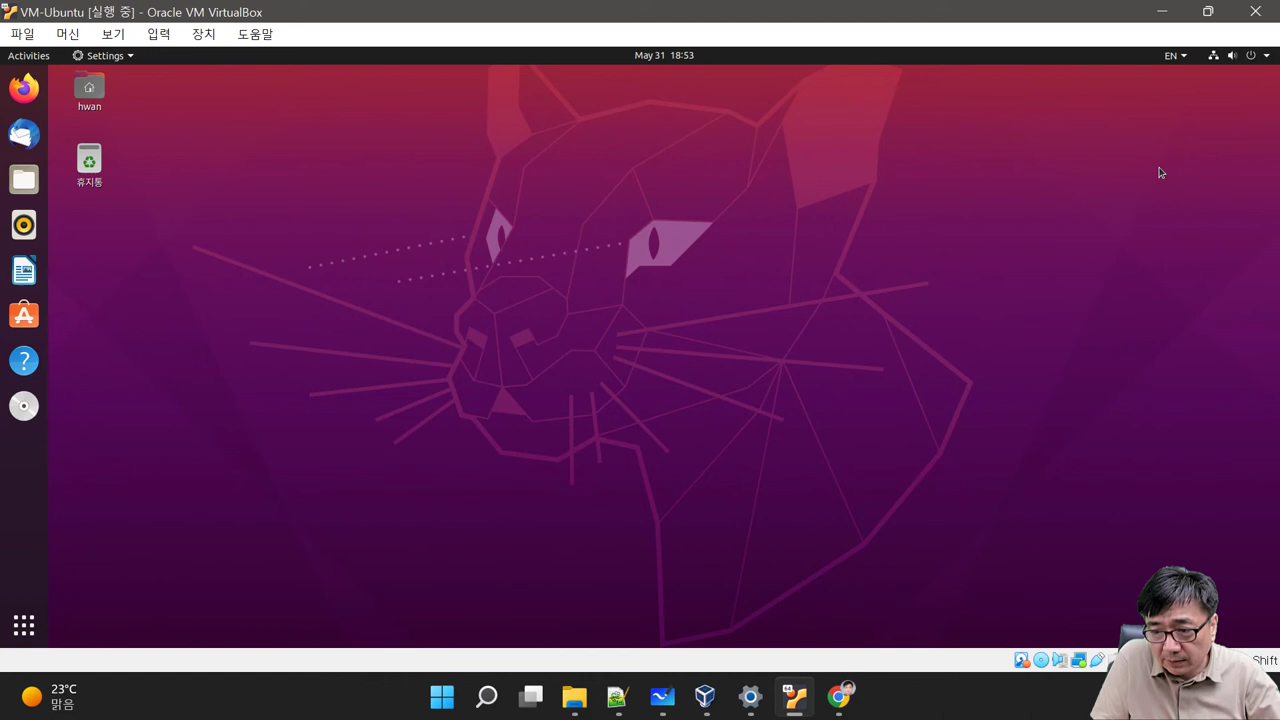 VM-Ubuntu [실행 중] - Oracle VM VirtualBox
파일 머신 보기 입력 장치 도움말
Activities Settings May 31 18:53 EN
hwan
휴지통
Shift
23°C
맑음